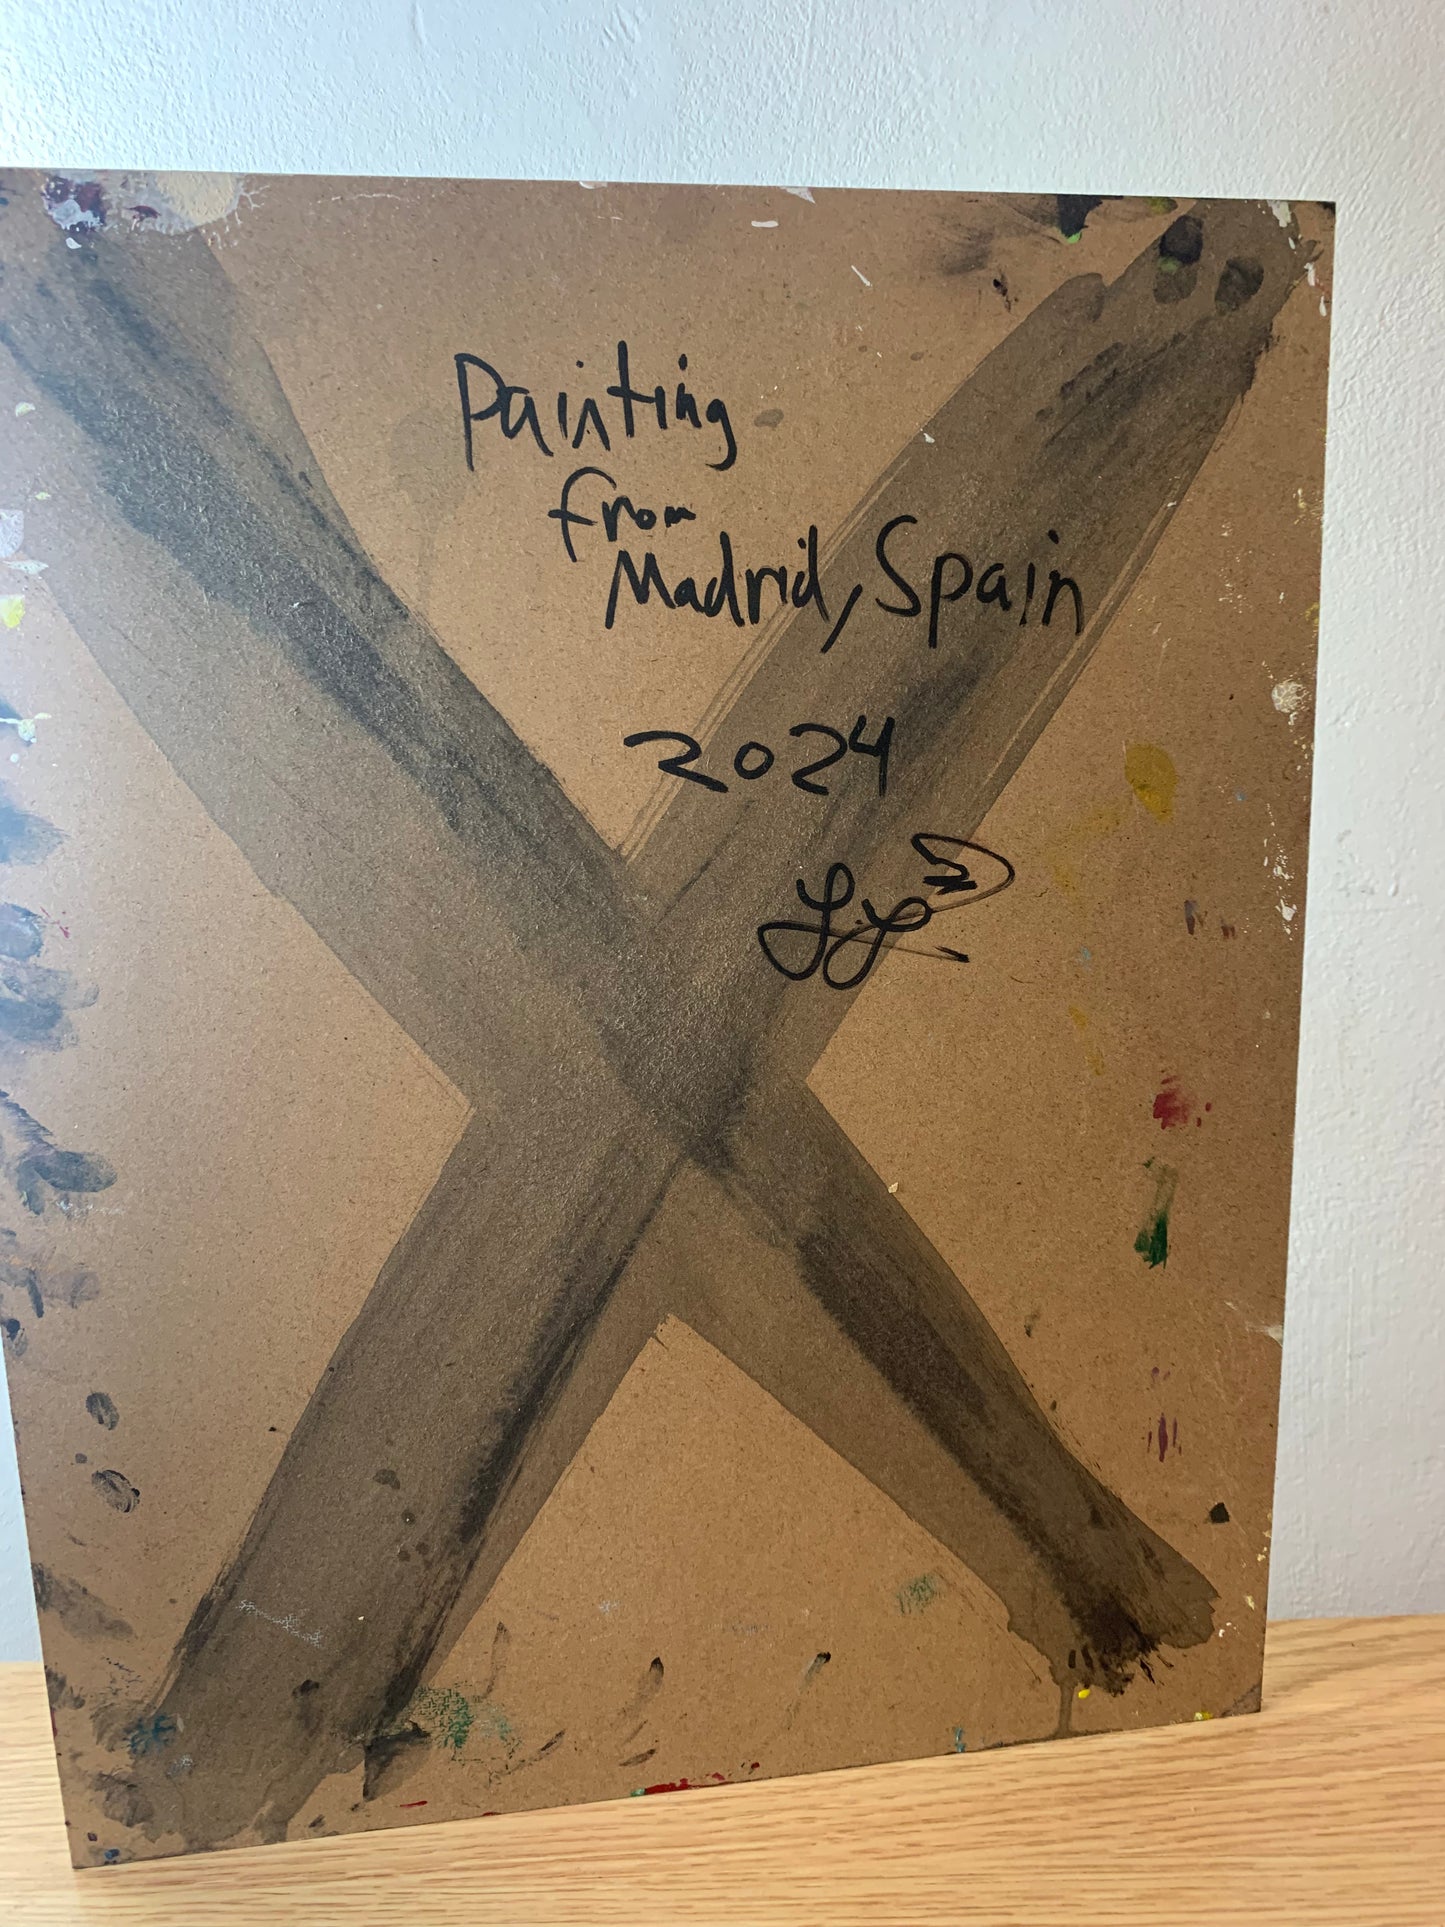 Painting
from
Madrid, Spain
2024